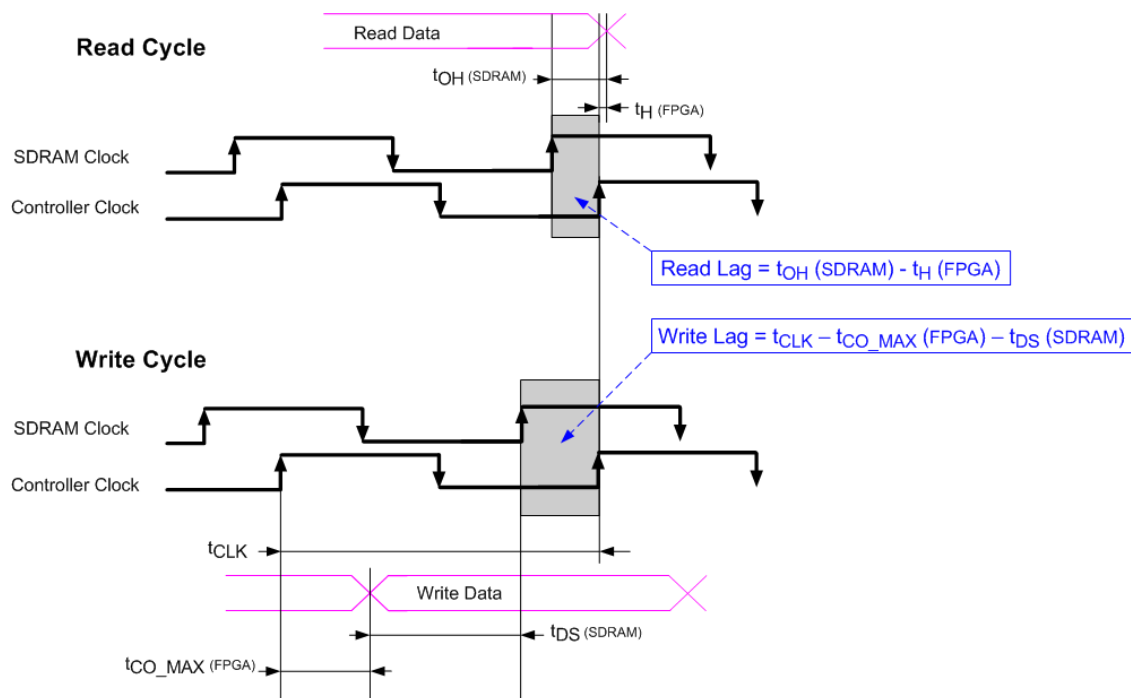 Read Data
Read Cycle
tOH (SDRAM)
tH (FPGA)
SDRAM Clock
Controller Clock
Read Lag = tOH (SDRAM) - tH (FPGA)
Write Lag = tCLK – tCO_MAX (FPGA) – tDS (SDRAM)
Write Cycle
SDRAM Clock
Controller Clock
tCLK
Write Data
tDS (SDRAM)
tCO_MAX (FPGA)